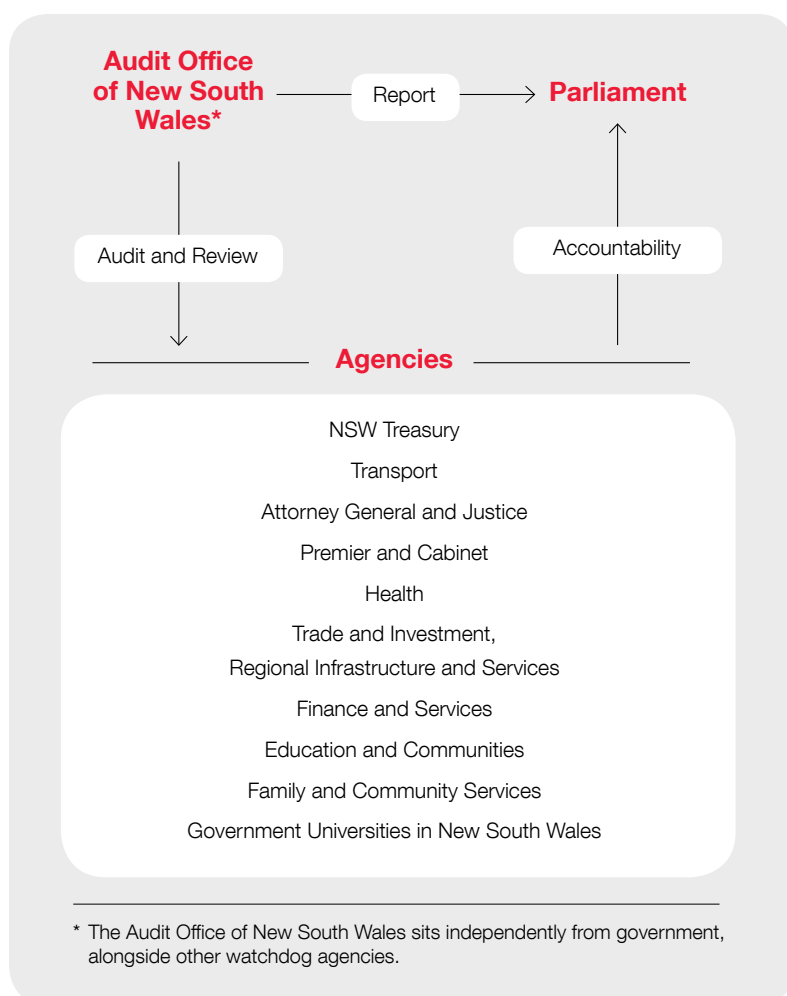 Audit Office
of New South
Wales*
Report
Parliament
Audit and Review
Accountability
Agencies
NSW Treasury
Transport
Attorney General and Justice
Premier and Cabinet
Health
Trade and Investment,
Regional Infrastructure and Services
Finance and Services
Education and Communities
Family and Community Services
Government Universities in New South Wales
* The Audit Office of New South Wales sits independently from government,
alongside other watchdog agencies.